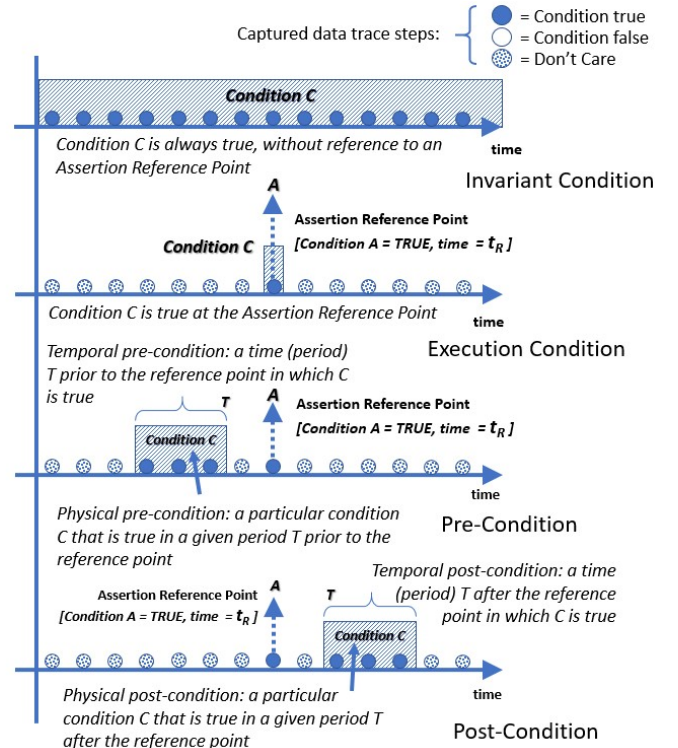 Captured data trace steps:
= Condition true
= Condition false
= Don't Care
Condition C
Condition C is always true, without reference to an
Assertion Reference Point
time
Invariant Condition
A
Assertion Reference Point
[Condition A = TRUE, time = tR ]
Condition C
Condition C is true at the Assertion Reference Point
time
Execution Condition
Temporal pre-condition: a time (period)
T prior to the reference point in which C
is true
T
A
Assertion Reference Point
[Condition A = TRUE, time = tR ]
Condition C
time
Physical pre-condition: a particular condition
C that is true in a given period T prior to the
reference point
Pre-Condition
Temporal post-condition: a time
(period) T after the reference
point in which C is true
A
Assertion Reference Point
[Condition A = TRUE, time = tR ]
T
Condition C
time
Physical post-condition: a particular
condition C that is true in a given period T
after the reference point
Post-Condition